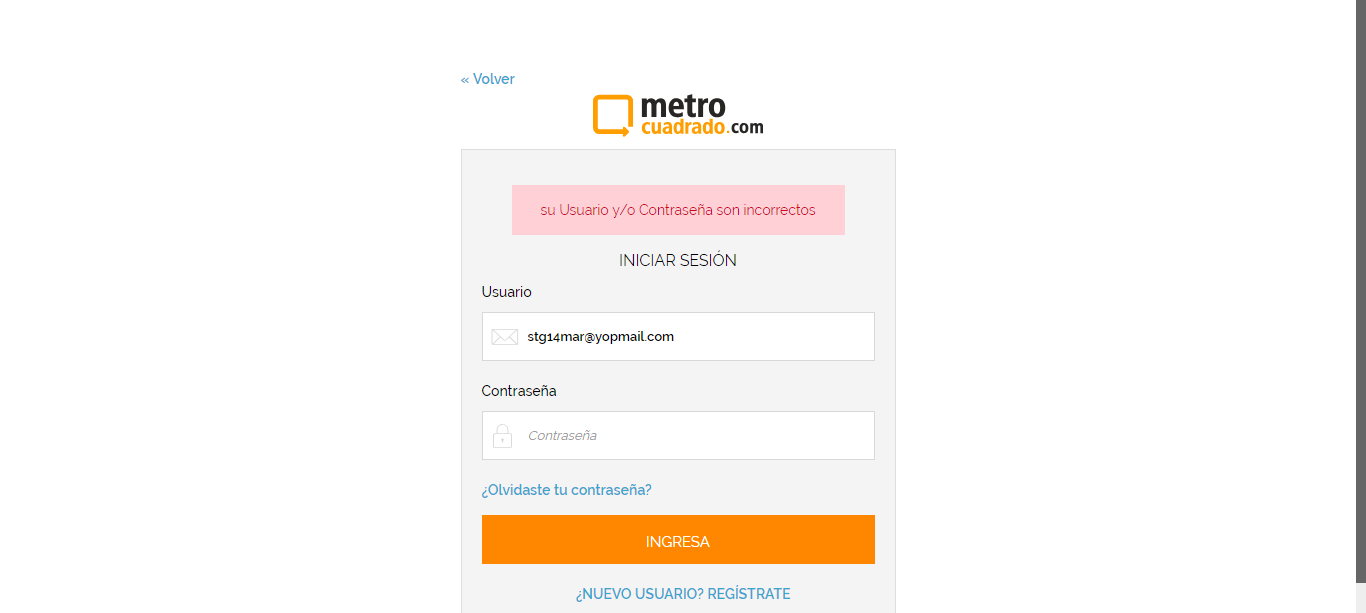 « Volver
metro
cuadrado.com
su Usuario y/o Contraseña son incorrectos
INICIAR SESIÓN
Usuario
stg14mar@yopmail.com
Contraseña
Contraseña
¿Olvidaste tu contraseña?
INGRESA
¿NUEVO USUARIO? REGÍSTRATE